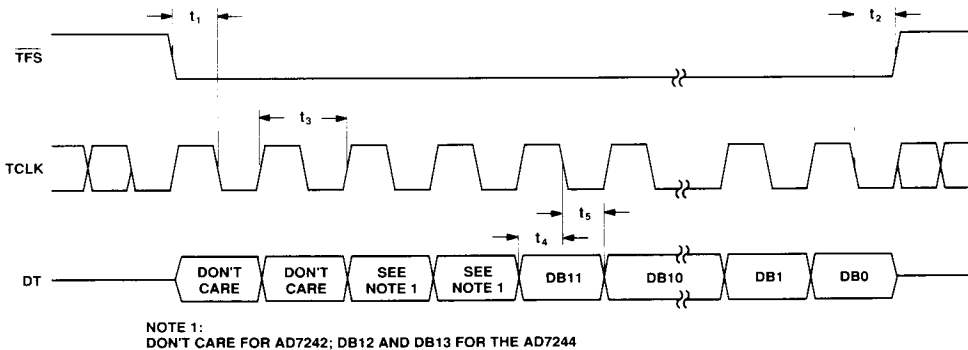 t1 t2
TFS
t3
TCLK
t5
t4
DT DON'T CARE DON'T CARE SEE NOTE 1 SEE NOTE 1 DB11 DB10 DB1 DB0
NOTE 1:
DON'T CARE FOR AD7242; DB12 AND DB13 FOR THE AD7244